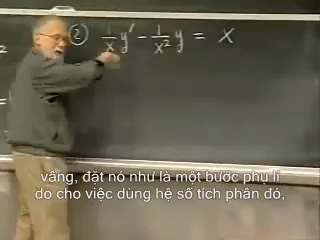 ② 1/x y' - 1/x² y = x
2
vâng, đặt nó như là một bước phụ lí
do cho việc dùng hệ số tích phân đó,